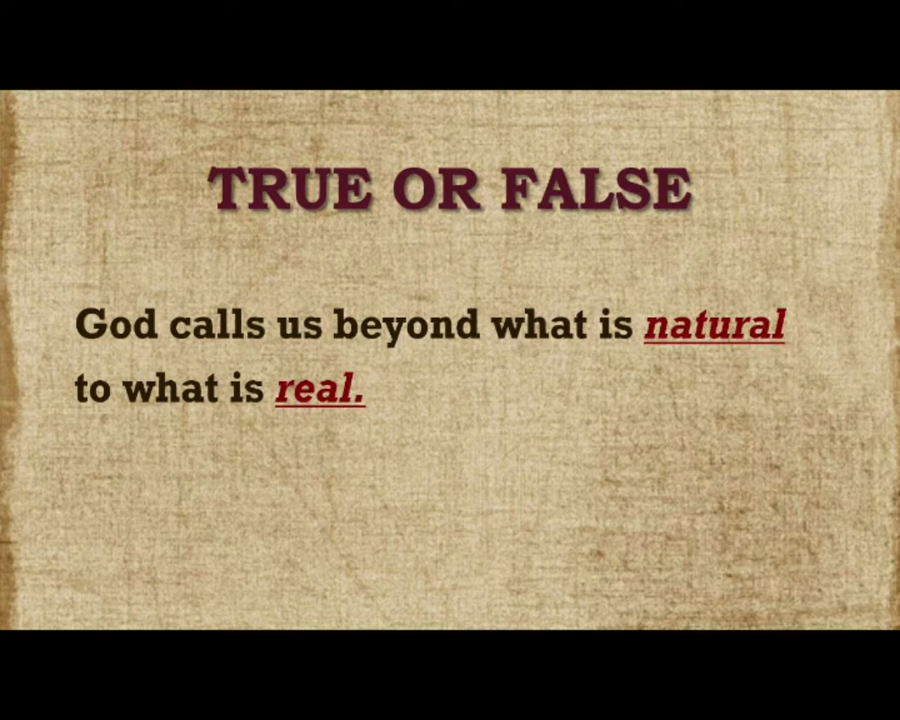 TRUE OR FALSE
God calls us beyond what is natural
to what is real.